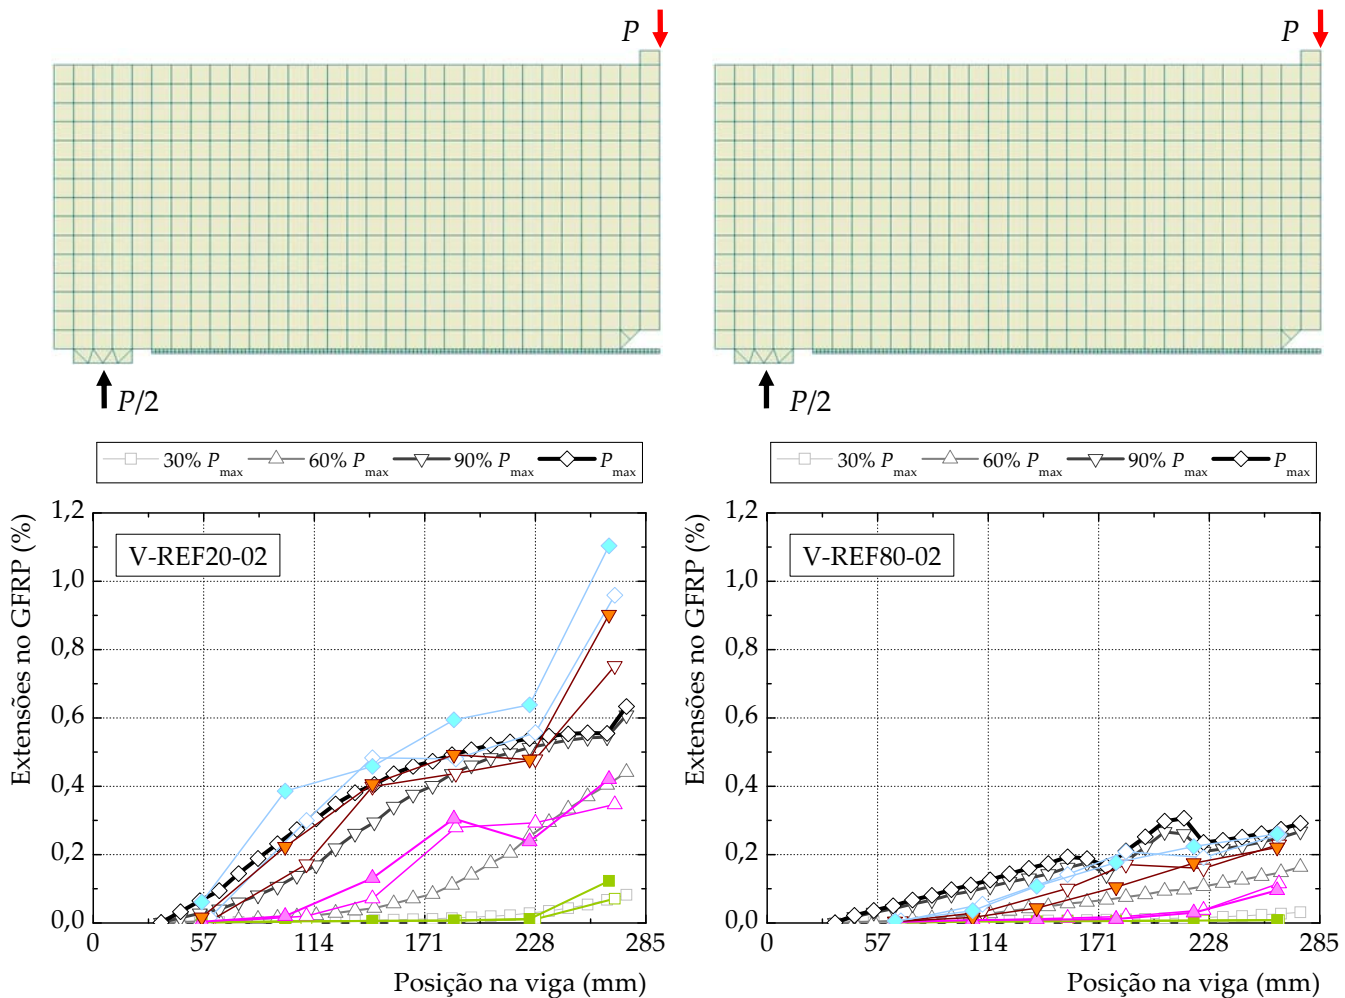 P
P
P/2
P/2
30% Pmax 60% Pmax 90% Pmax Pmax
30% Pmax 60% Pmax 90% Pmax Pmax
1,2
1,0
0,8
0,6
0,4
0,2
0,0
Extensões no GFRP (%)
V-REF20-02
0 57 114 171 228 285
Posição na viga (mm)
1,2
1,0
0,8
0,6
0,4
0,2
0,0
Extensões no GFRP (%)
V-REF80-02
0 57 114 171 228 285
Posição na viga (mm)